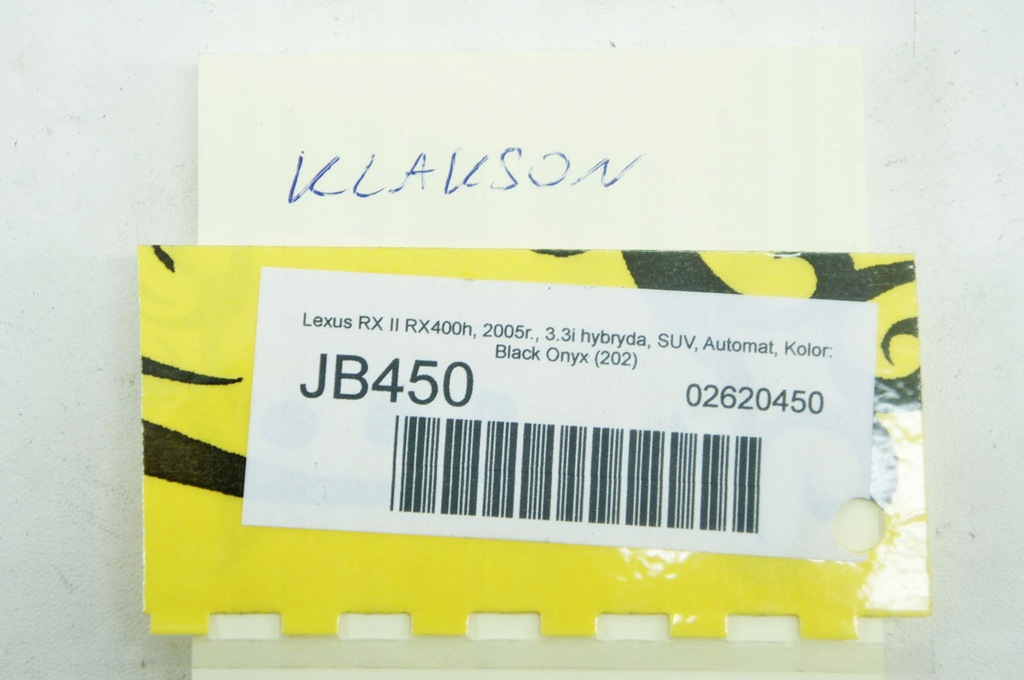 KLAKSON
Lexus RX II RX400h, 2005r., 3.3i hybryda, SUV, Automat, Kolor:
Black Onyx (202)
JB450
02620450